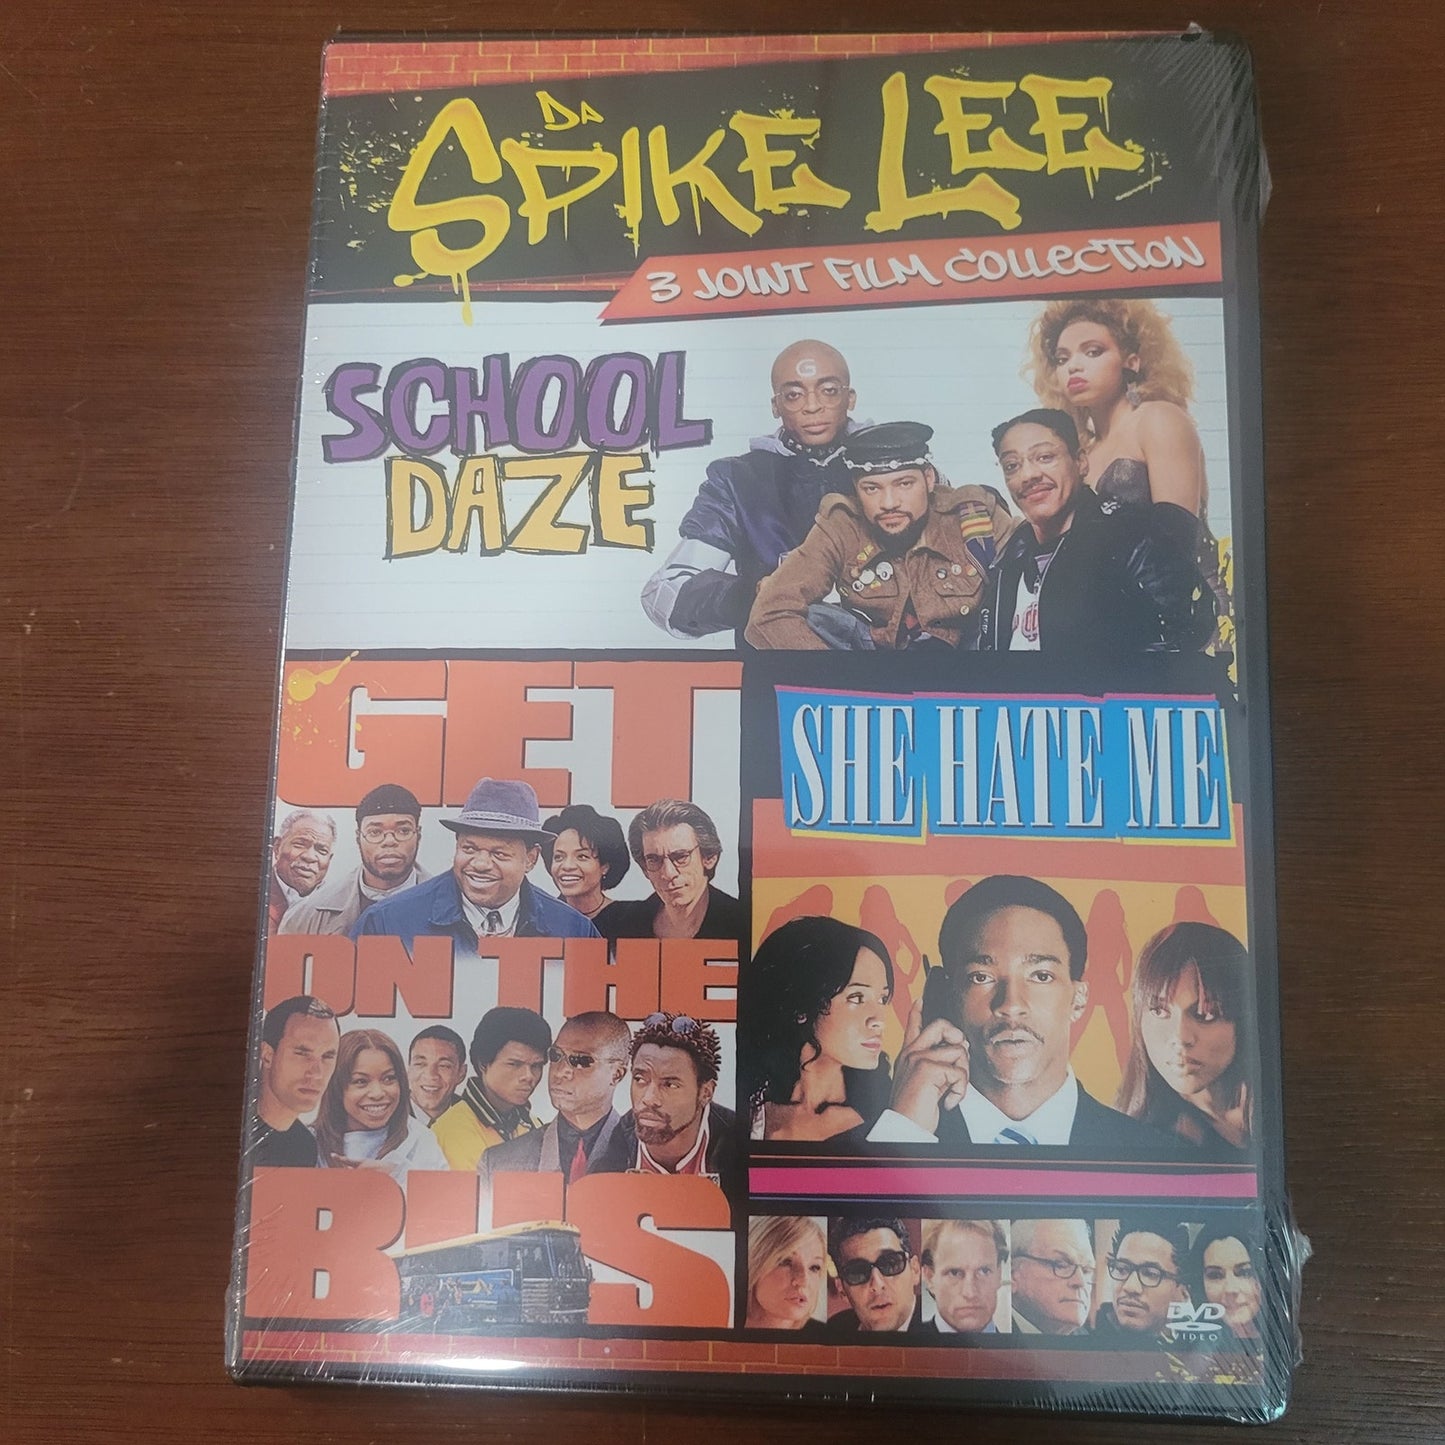 DA
SPIKE LEE
3 JOINT FILM COLLECTION
SCHOOL
DAZE
G
GET
ON THE
BUS
SHE HATE ME
DVD
VIDEO